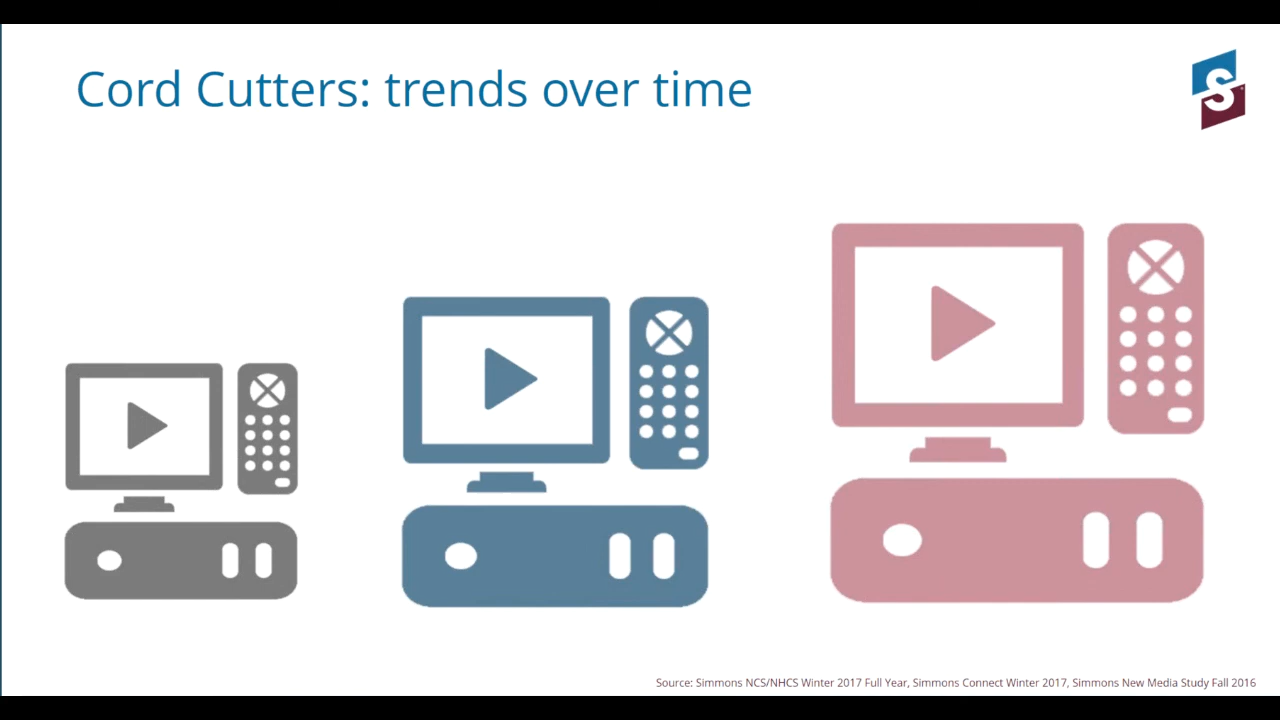 Cord Cutters: trends over time
S
Source: Simmons NCS/NHCS Winter 2017 Full Year, Simmons Connect Winter 2017, Simmons New Media Study Fall 2016